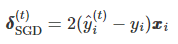 𝜹_SGD^(t) = 2(ŷ_i^(t) − y_i)𝒙_i